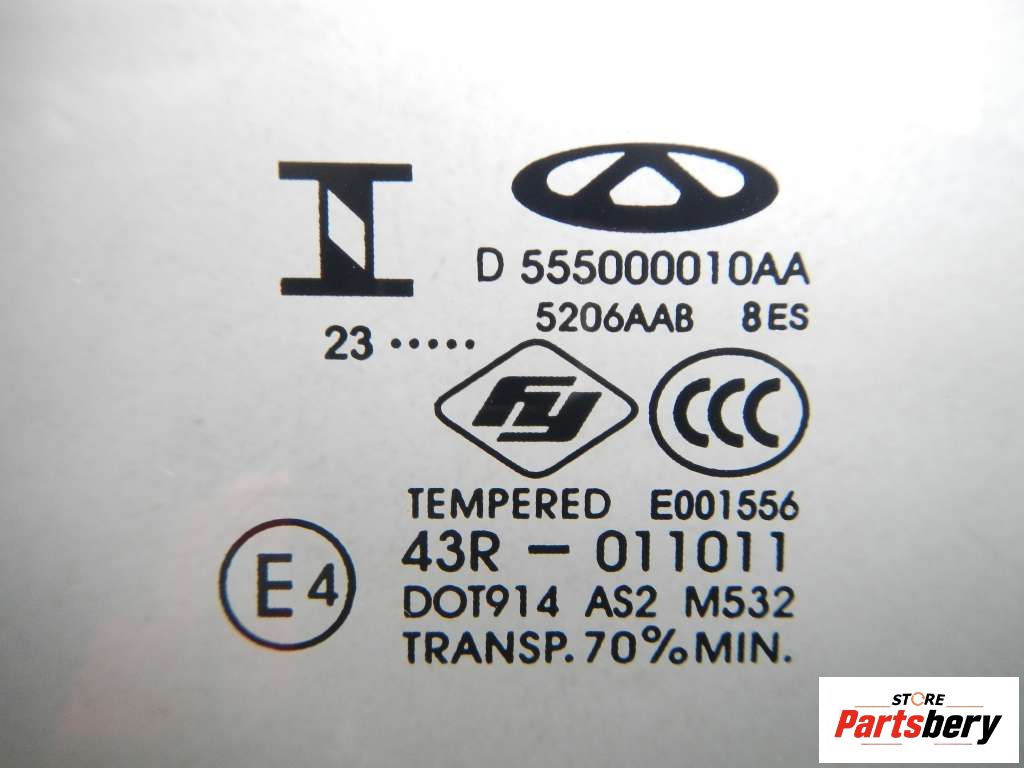 D 555000010AA
5206AAB 8ES
23 •••••
fy CCC
TEMPERED E001556
E4 43R – 011011
DOT914 AS2 M532
TRANSP. 70% MIN.
STORE
Partsbery